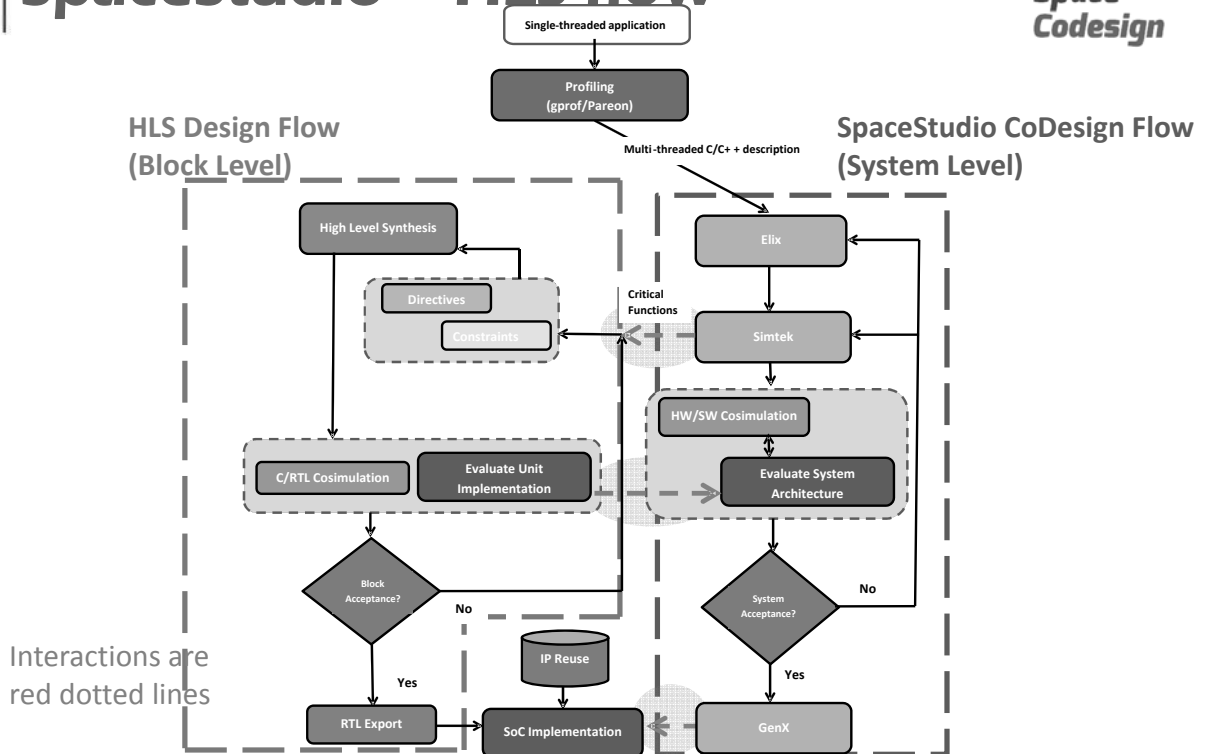 Single-threaded application
Codesign
Profiling
(gprof/Pareon)
HLS Design Flow
(Block Level)
SpaceStudio CoDesign Flow
(System Level)
Multi-threaded C/C+ + description
High Level Synthesis
Elix
Directives
Constraints
Critical
Functions
Simtek
HW/SW Cosimulation
C/RTL Cosimulation
Evaluate Unit
Implementation
Evaluate System
Architecture
Block
Acceptance?
No
System
Acceptance?
No
Interactions are
red dotted lines
Yes
IP Reuse
Yes
RTL Export
SoC Implementation
GenX